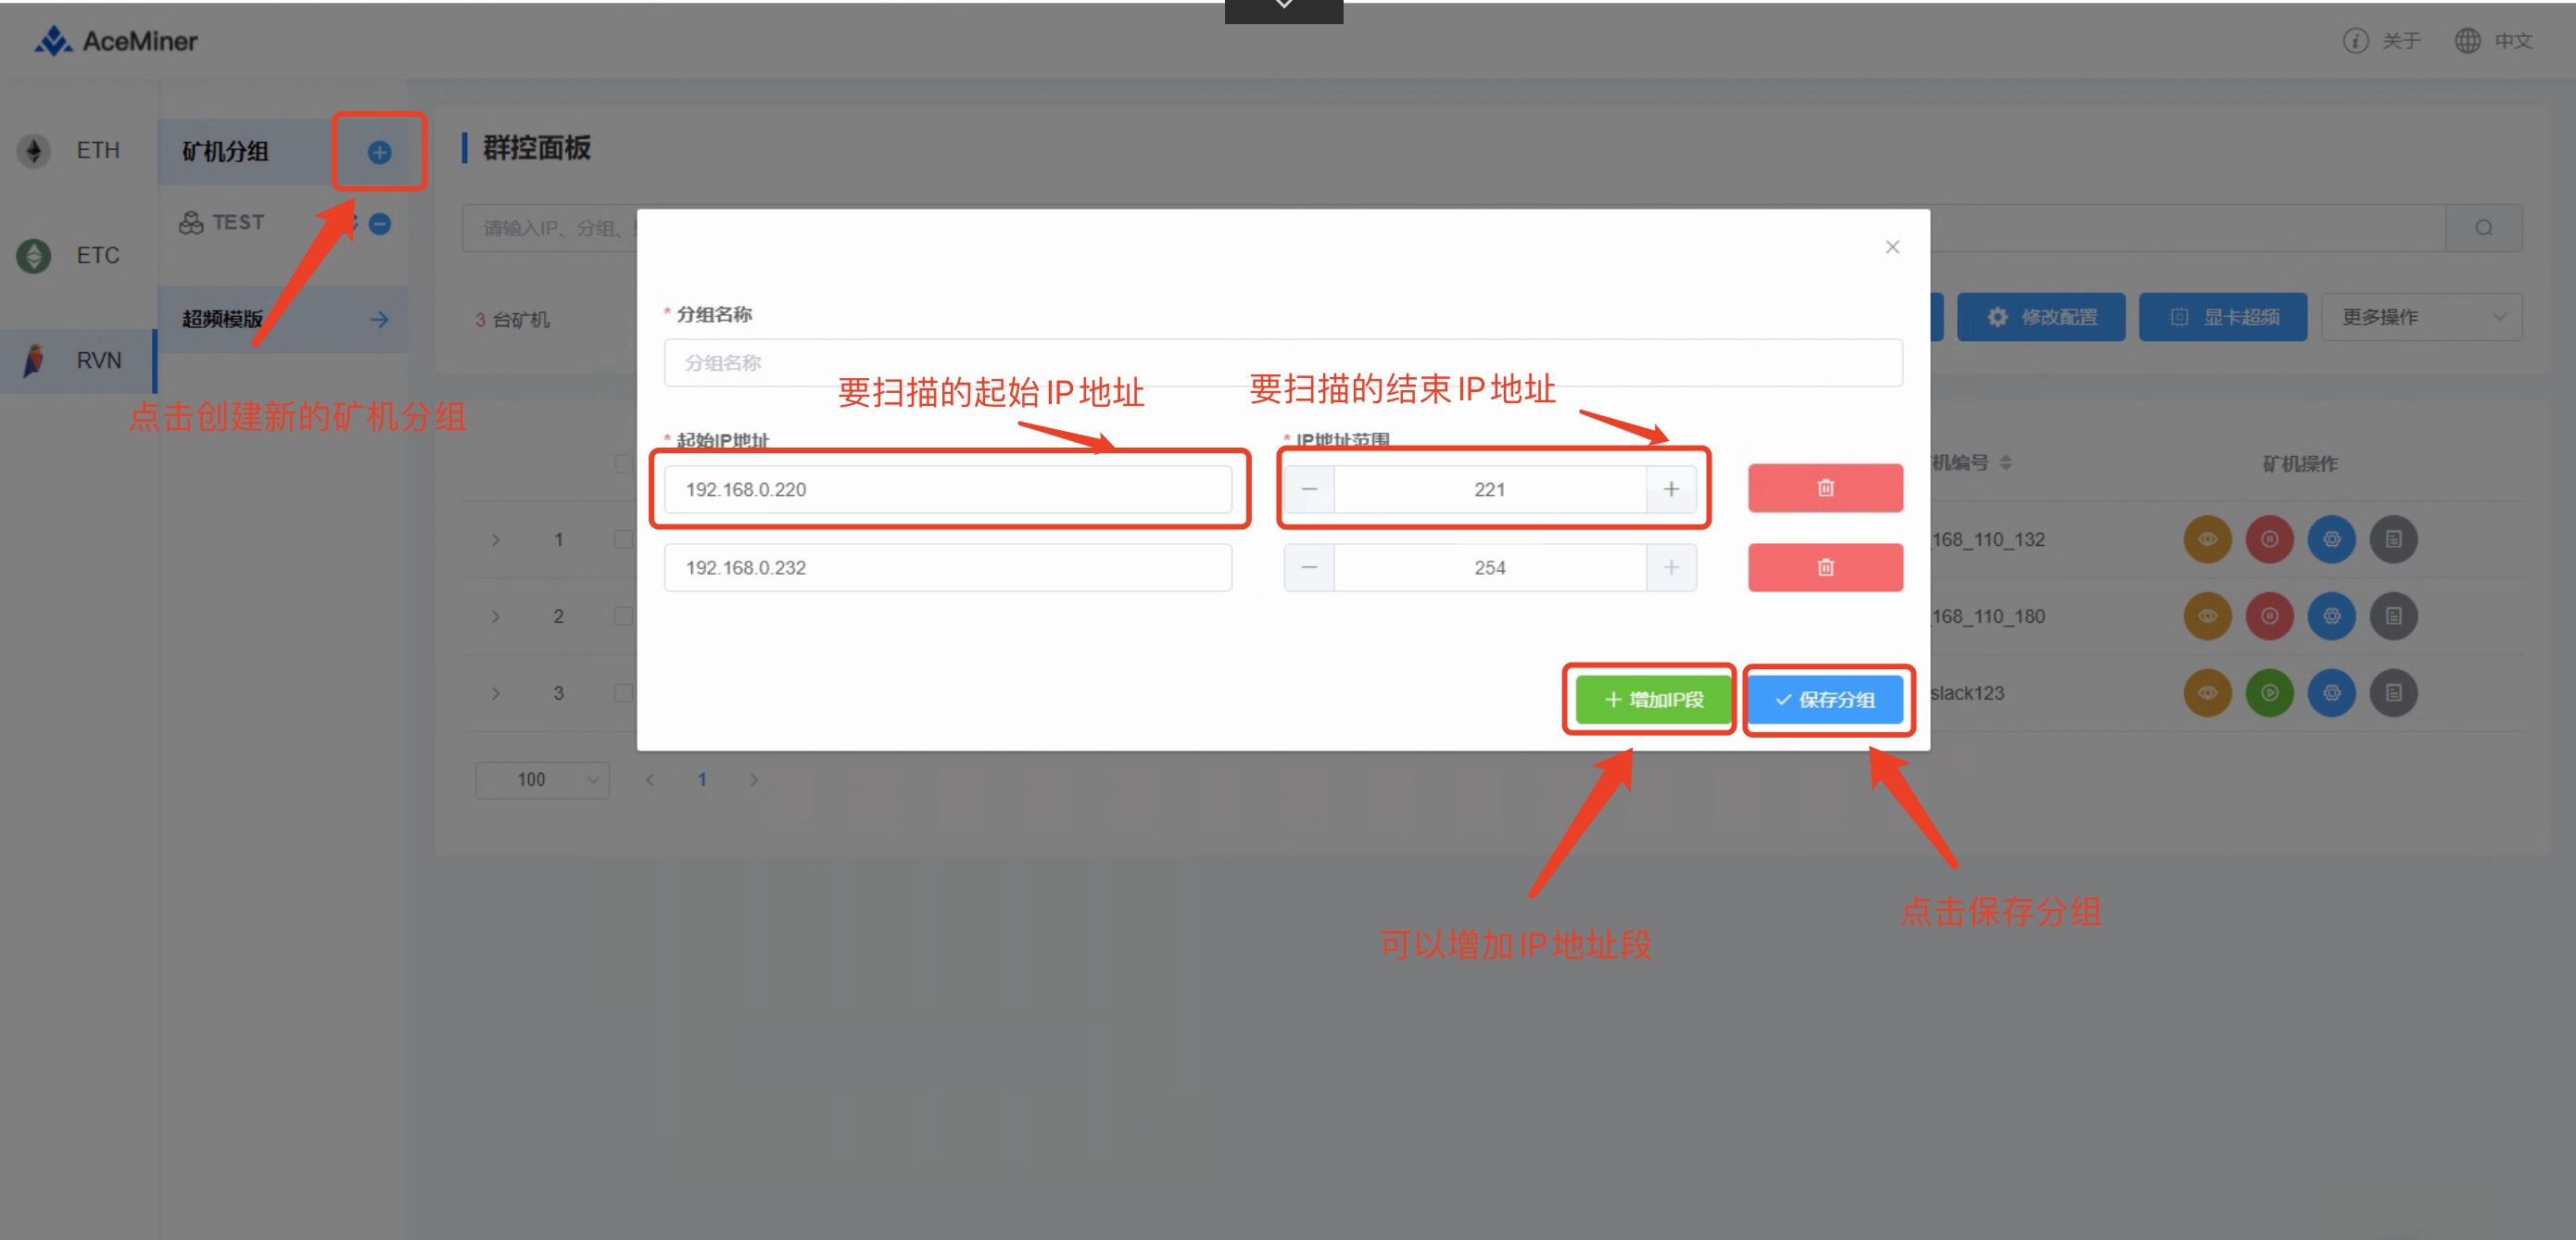 AceMiner
关于
中文
ETH
ETC
RVN
矿机分组
TEST
超频模版
点击创建新的矿机分组
群控面板
请输入IP、分组、
3 台矿机
修改配置
显卡超频
更多操作
* 分组名称
分组名称
要扫描的起始IP地址
要扫描的结束IP地址
* 起始IP地址
* IP地址范围
192.168.0.220
221
192.168.0.232
254
+ 增加IP段
保存分组
机编号
矿机操作
1
168_110_132
2
168_110_180
3
slack123
100
1
可以增加IP地址段
点击保存分组